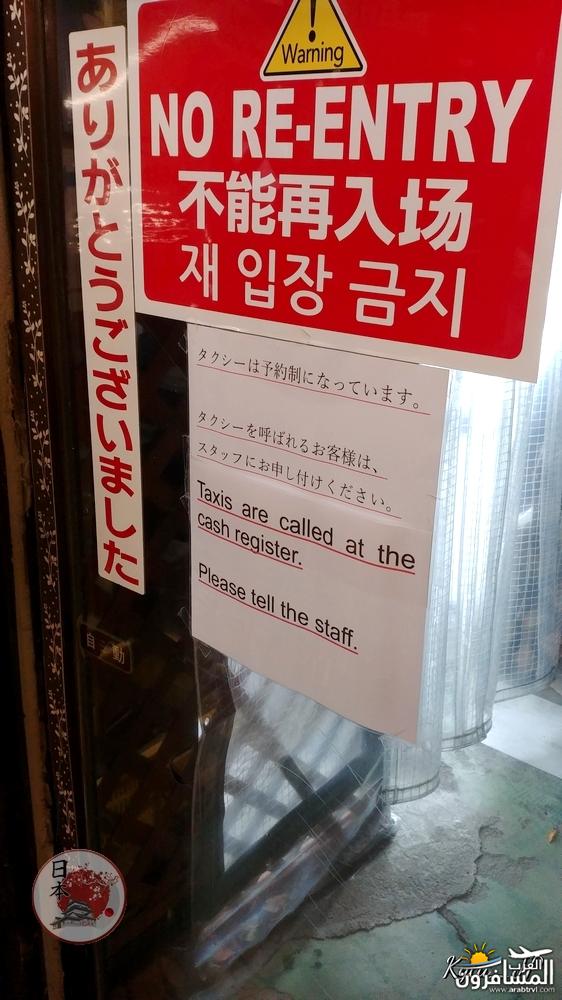 ありがとうございました
Warning
NO RE-ENTRY
不能再入场
재 입장 금지
タクシーは予約制になっています。
タクシーを呼ばれるお客様は、
スタッフにお申し付けください。
Taxis are called at the
cash register.
Please tell the staff.
自動
日本
العرب
المسافرون
www.arabtrvl.com